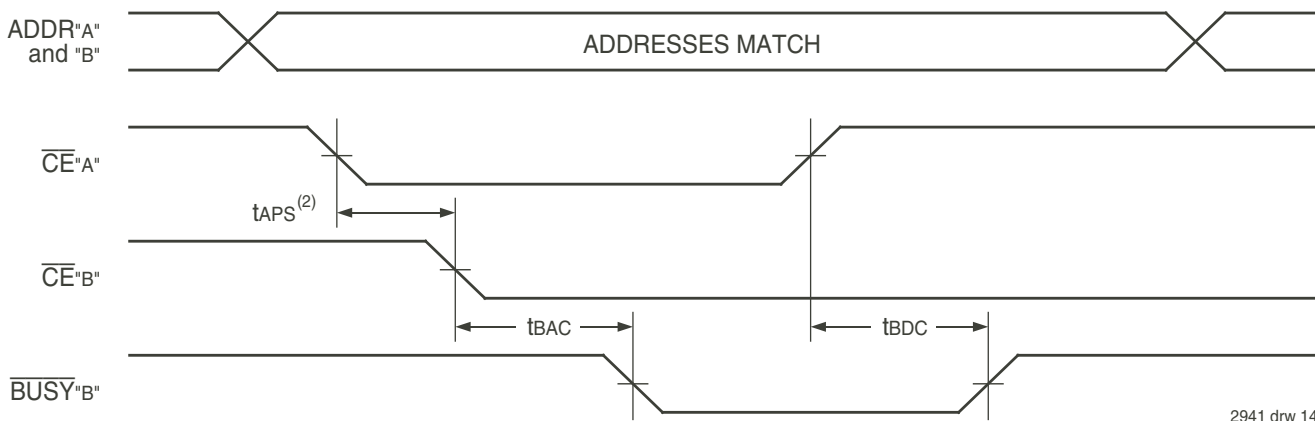 ADDR"A"
and "B"
ADDRESSES MATCH
CE"A"
tAPS(2)
CE"B"
tBAC
tBDC
BUSY"B"
2941 drw 14